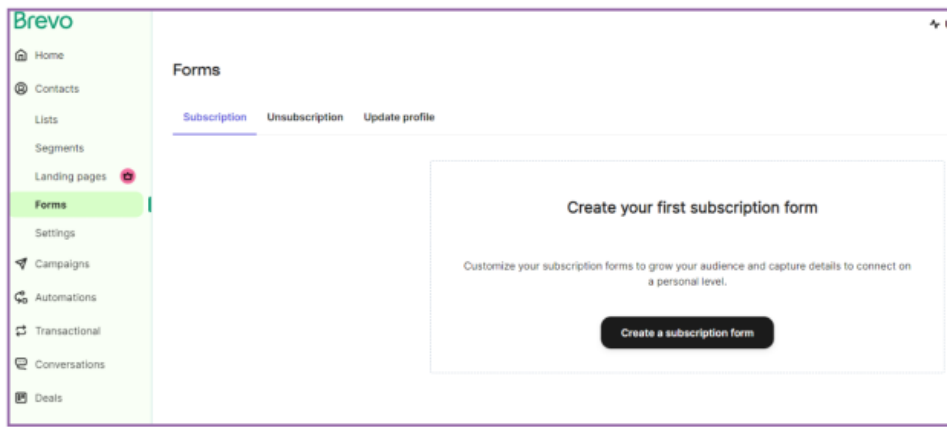 Brevo
Home
Contacts
Lists
Segments
Landing pages
Forms
Settings
Campaigns
Automations
Transactional
Conversations
Deals
Forms
Subscription Unsubscription Update profile
Create your first subscription form
Customize your subscription forms to grow your audience and capture details to connect on
a personal level.
Create a subscription form